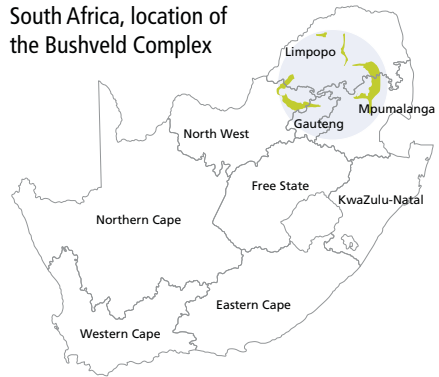 South Africa, location of
the Bushveld Complex
Limpopo
Mpumalanga
Gauteng
North West
Free State
KwaZulu-Natal
Northern Cape
Eastern Cape
Western Cape